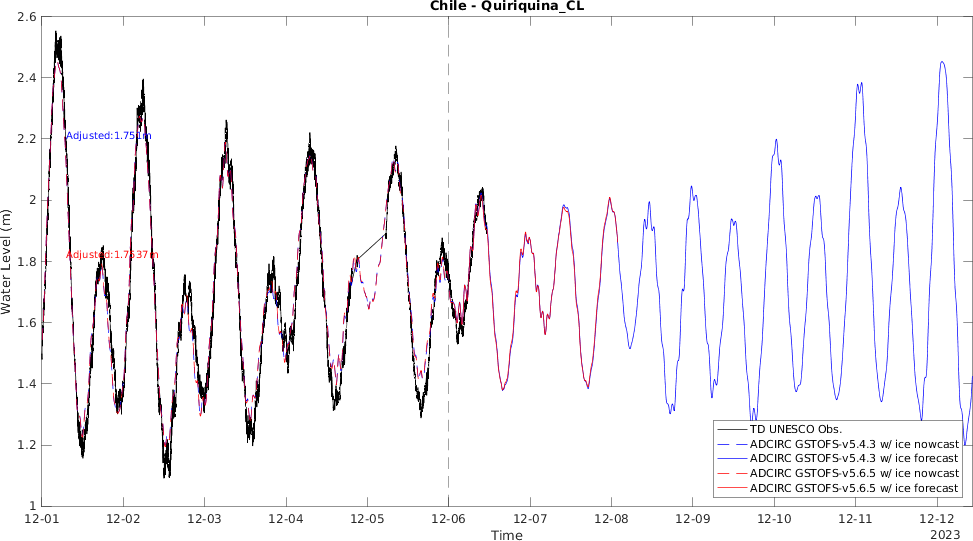 Chile - Quiriquina_CL
2.6
2.4
2.2
2
1.8
1.6
1.4
1.2
1
Water Level (m)
Adjusted:1.751m
Adjusted:1.7537m
TD UNESCO Obs.
ADCIRC GSTOFS-v5.4.3 w/ ice nowcast
ADCIRC GSTOFS-v5.4.3 w/ ice forecast
ADCIRC GSTOFS-v5.6.5 w/ ice nowcast
ADCIRC GSTOFS-v5.6.5 w/ ice forecast
12-01 12-02 12-03 12-04 12-05 12-06 12-07 12-08 12-09 12-10 12-11 12-12
Time
2023